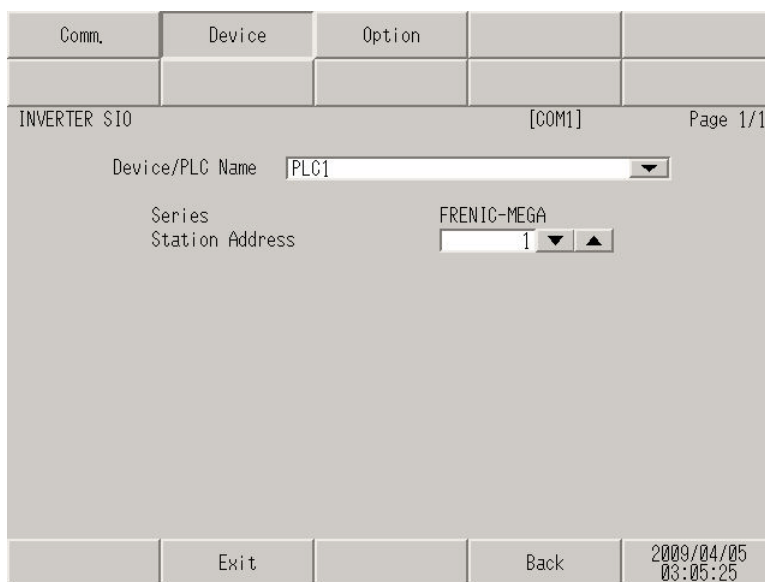 Comm. Device Option
INVERTER SIO [COM1] Page 1/1
Device/PLC Name PLC1
Series FRENIC-MEGA
Station Address 1
Exit Back 2009/04/05
03:05:25